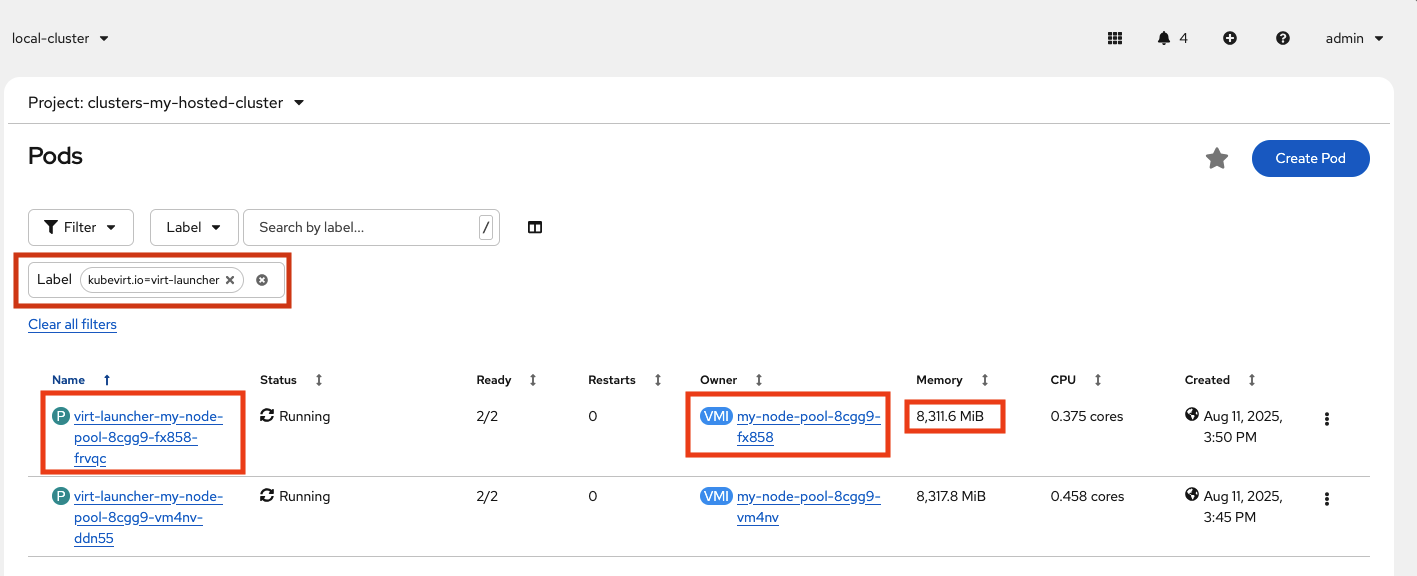 local-cluster
4
admin
Project: clusters-my-hosted-cluster
Pods
Create Pod
Filter
Label
Search by label...
/
Label kubevirt.io=virt-launcher
Clear all filters
Name Status Ready Restarts Owner Memory CPU Created
P virt-launcher-my-node-
pool-8cgg9-fx858-
frvqc
Running
2/2
0
VMI my-node-pool-8cgg9-
fx858
8,311.6 MiB
0.375 cores
Aug 11, 2025,
3:50 PM
P virt-launcher-my-node-
pool-8cgg9-vm4nv-
ddn55
Running
2/2
0
VMI my-node-pool-8cgg9-
vm4nv
8,317.8 MiB
0.458 cores
Aug 11, 2025,
3:45 PM